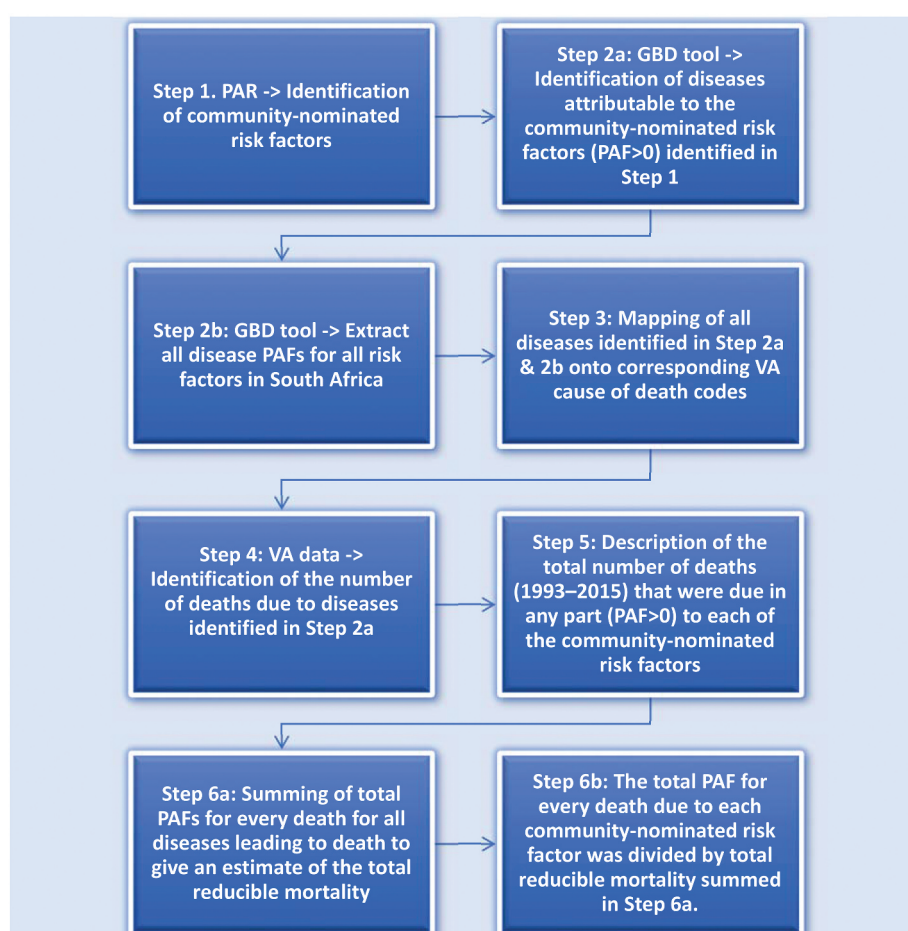 Step 1. PAR -> Identification
of community-nominated
risk factors
Step 2a: GBD tool ->
Identification of diseases
attributable to the
community-nominated risk
factors (PAF>0) identified in
Step 1
Step 2b: GBD tool -> Extract
all disease PAFs for all risk
factors in South Africa
Step 3: Mapping of all
diseases identified in Step 2a
& 2b onto corresponding VA
cause of death codes
Step 4: VA data ->
Identification of the number
of deaths due to diseases
identified in Step 2a
Step 5: Description of the
total number of deaths
(1993–2015) that were due in
any part (PAF>0) to each of
the community-nominated
risk factors
Step 6a: Summing of total
PAFs for every death for all
diseases leading to death to
give an estimate of the total
reducible mortality
Step 6b: The total PAF for
every death due to each
community-nominated risk
factor was divided by total
reducible mortality summed
in Step 6a.